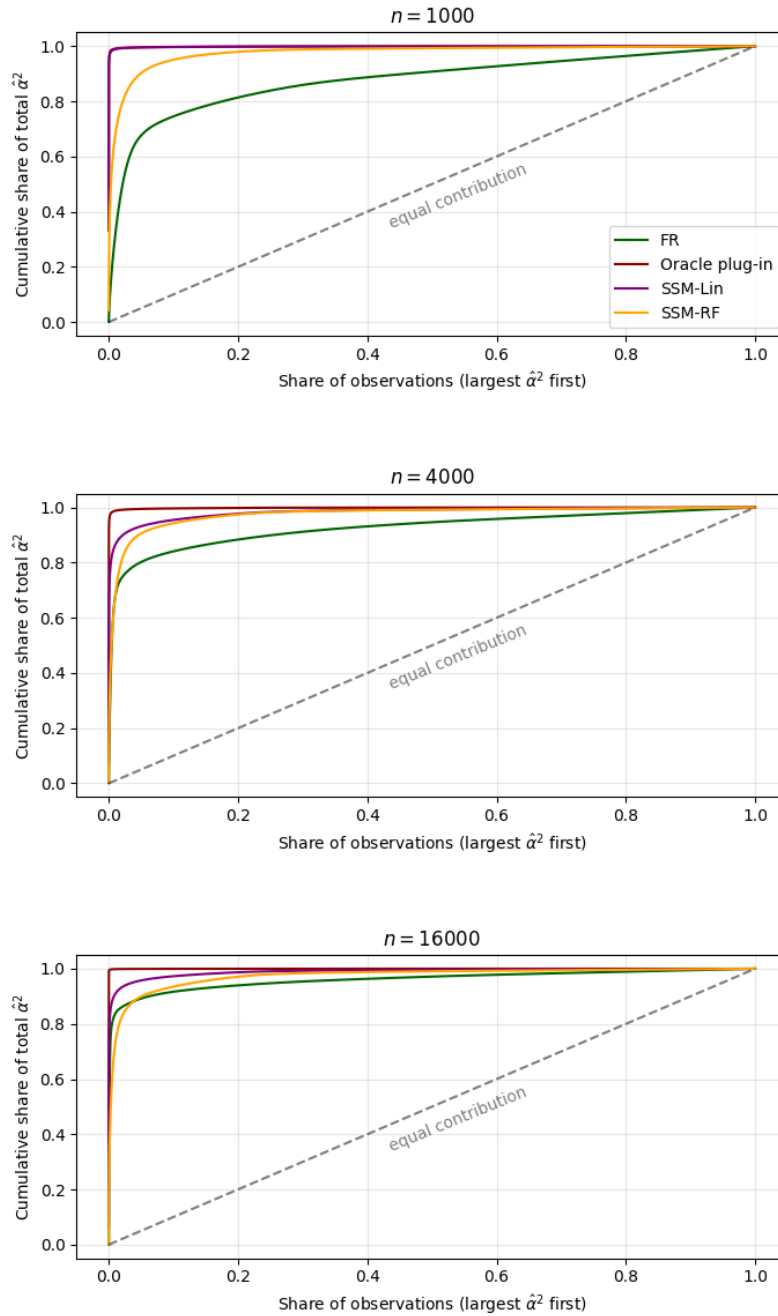 n = 1000
Cumulative share of total α̂²
1.0
0.8
0.6
0.4
0.2
0.0
equal contribution
FR
Oracle plug-in
SSM-Lin
SSM-RF
0.0 0.2 0.4 0.6 0.8 1.0
Share of observations (largest α̂² first)
n = 4000
Cumulative share of total α̂²
1.0
0.8
0.6
0.4
0.2
0.0
equal contribution
0.0 0.2 0.4 0.6 0.8 1.0
Share of observations (largest α̂² first)
n = 16000
Cumulative share of total α̂²
1.0
0.8
0.6
0.4
0.2
0.0
equal contribution
0.0 0.2 0.4 0.6 0.8 1.0
Share of observations (largest α̂² first)